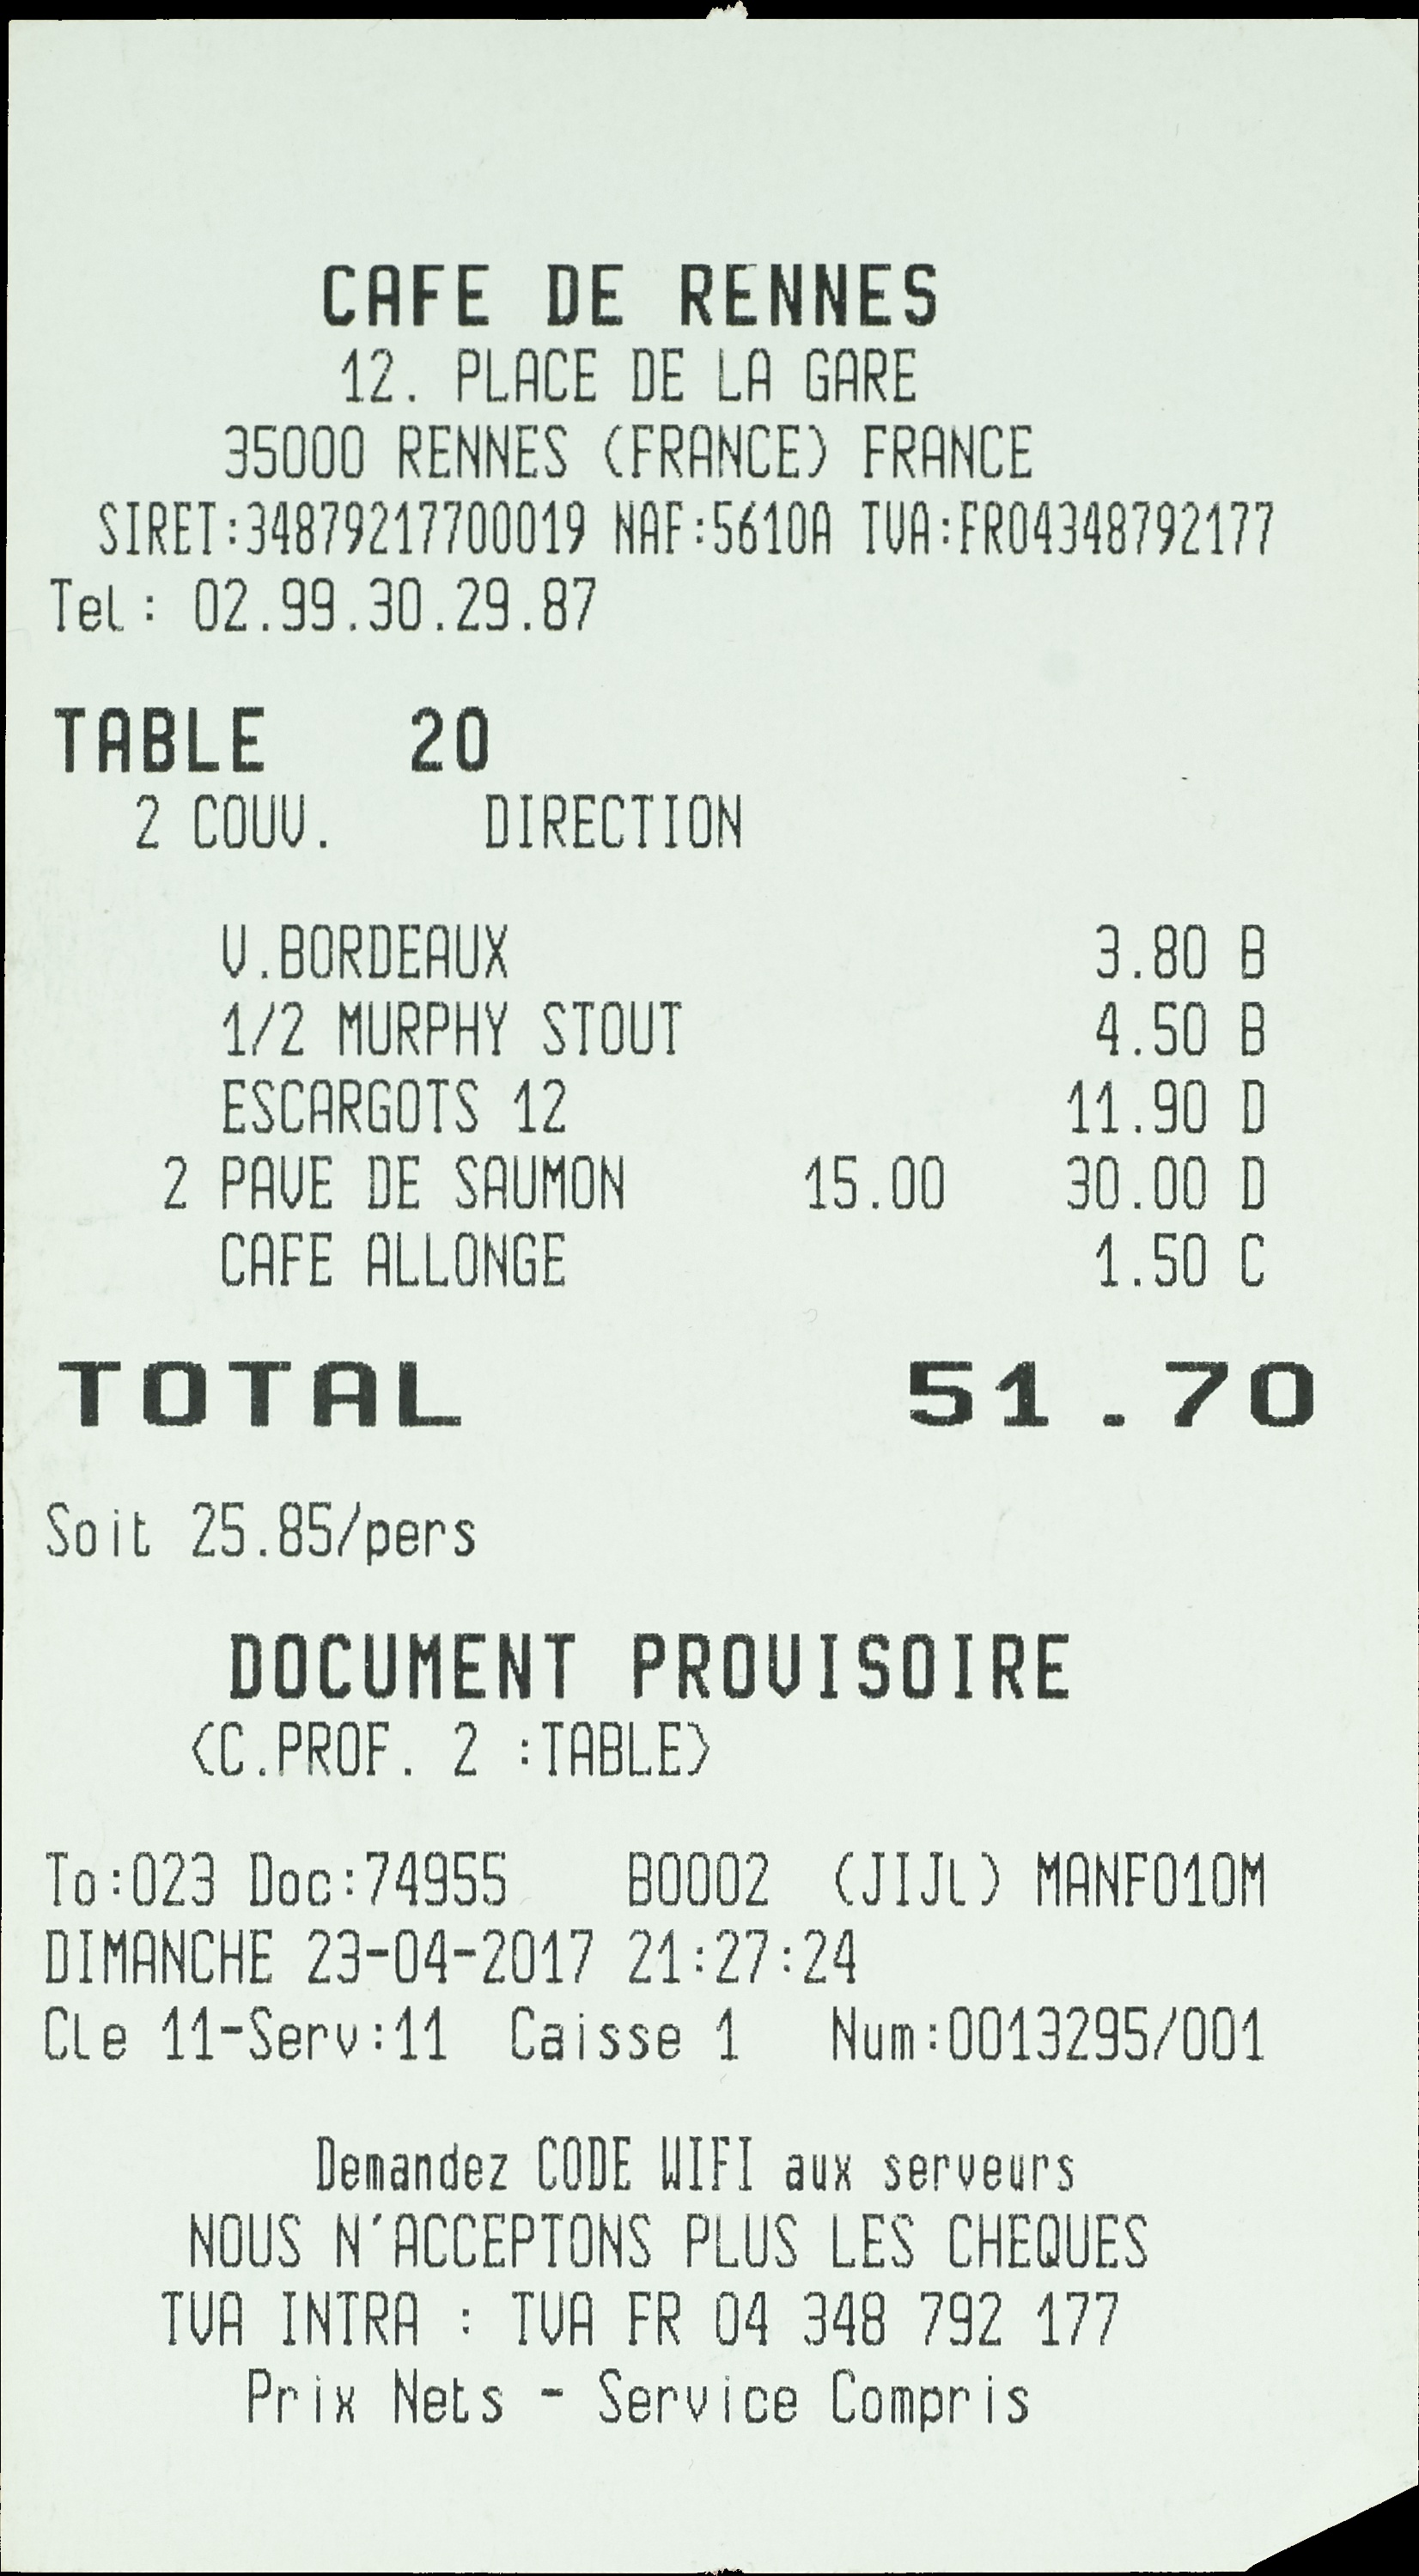 CAFE DE RENNES
12. PLACE DE LA GARE
35000 RENNES (FRANCE) FRANCE
SIRET:34879217700019 NAF:5610A TVA:FR04348792177
Tel: 02.99.30.29.87
TABLE 20
2 COUV. DIRECTION
V.BORDEAUX 3.80 B
1/2 MURPHY STOUT 4.50 B
ESCARGOTS 12 11.90 D
2 PAVE DE SAUMON 15.00 30.00 D
CAFE ALLONGE 1.50 C
TOTAL 51.70
Soit 25.85/pers
DOCUMENT PROVISOIRE
<C.PROF. 2 :TABLE>
To:023 Doc:74955 B0002 (JIJL) MANF010M
DIMANCHE 23-04-2017 21:27:24
Cle 11-Serv:11 Caisse 1 Num:0013295/001
Demandez CODE WIFI aux serveurs
NOUS N'ACCEPTONS PLUS LES CHEQUES
TVA INTRA : TVA FR 04 348 792 177
Prix Nets - Service Compris